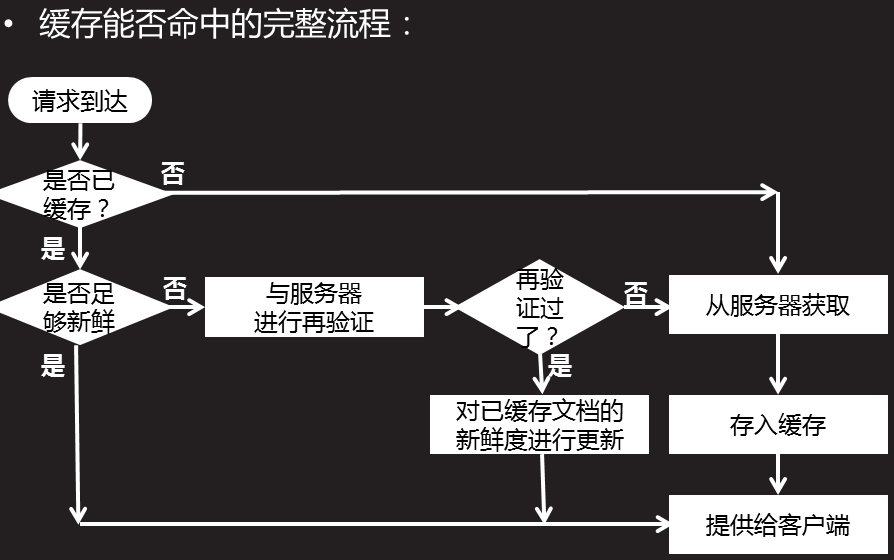 • 缓存能否命中的完整流程：
请求到达
是否已
缓存？
否
是
是否足
够新鲜
否
与服务器
进行再验证
再验
证过
了？
否
从服务器获取
是
是
对已缓存文档的
新鲜度进行更新
存入缓存
提供给客户端